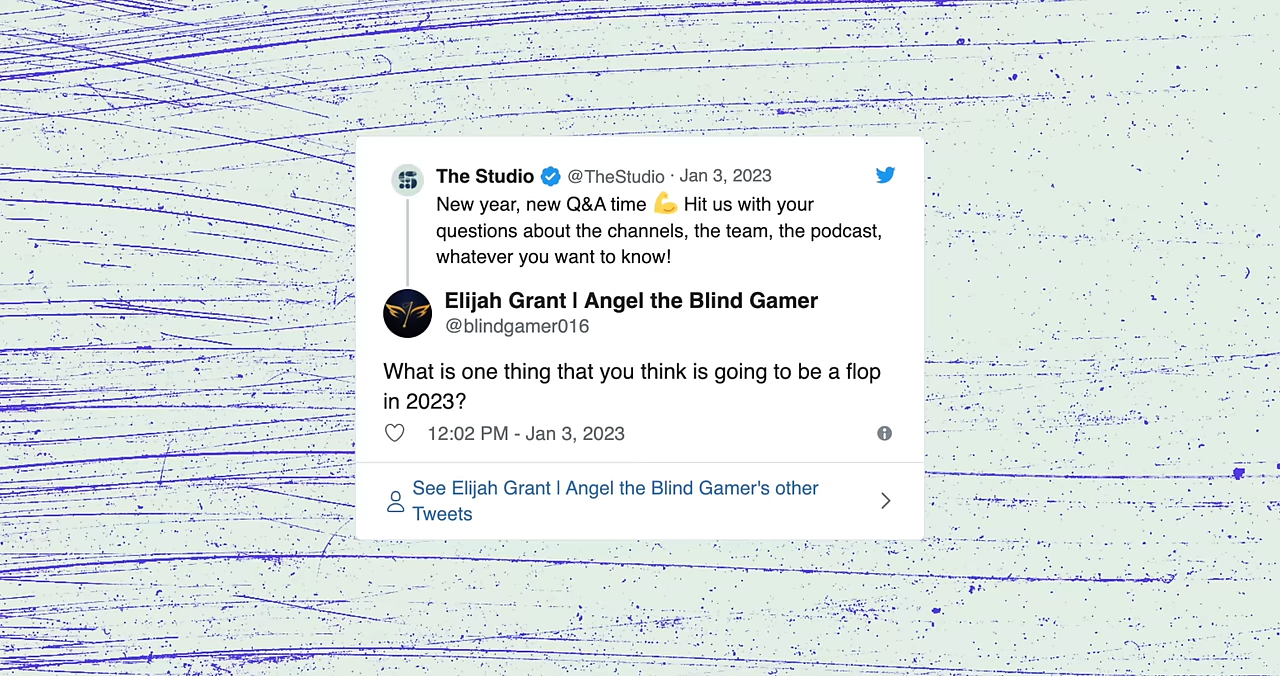 The Studio @TheStudio · Jan 3, 2023
New year, new Q&A time 💪 Hit us with your
questions about the channels, the team, the podcast,
whatever you want to know!
Elijah Grant l Angel the Blind Gamer
@blindgamer016
What is one thing that you think is going to be a flop
in 2023?
12:02 PM - Jan 3, 2023
See Elijah Grant l Angel the Blind Gamer's other
Tweets